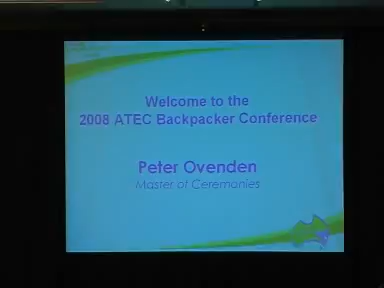 Welcome to the
2008 ATEC Backpacker Conference
Peter Ovenden
Master of Ceremonies